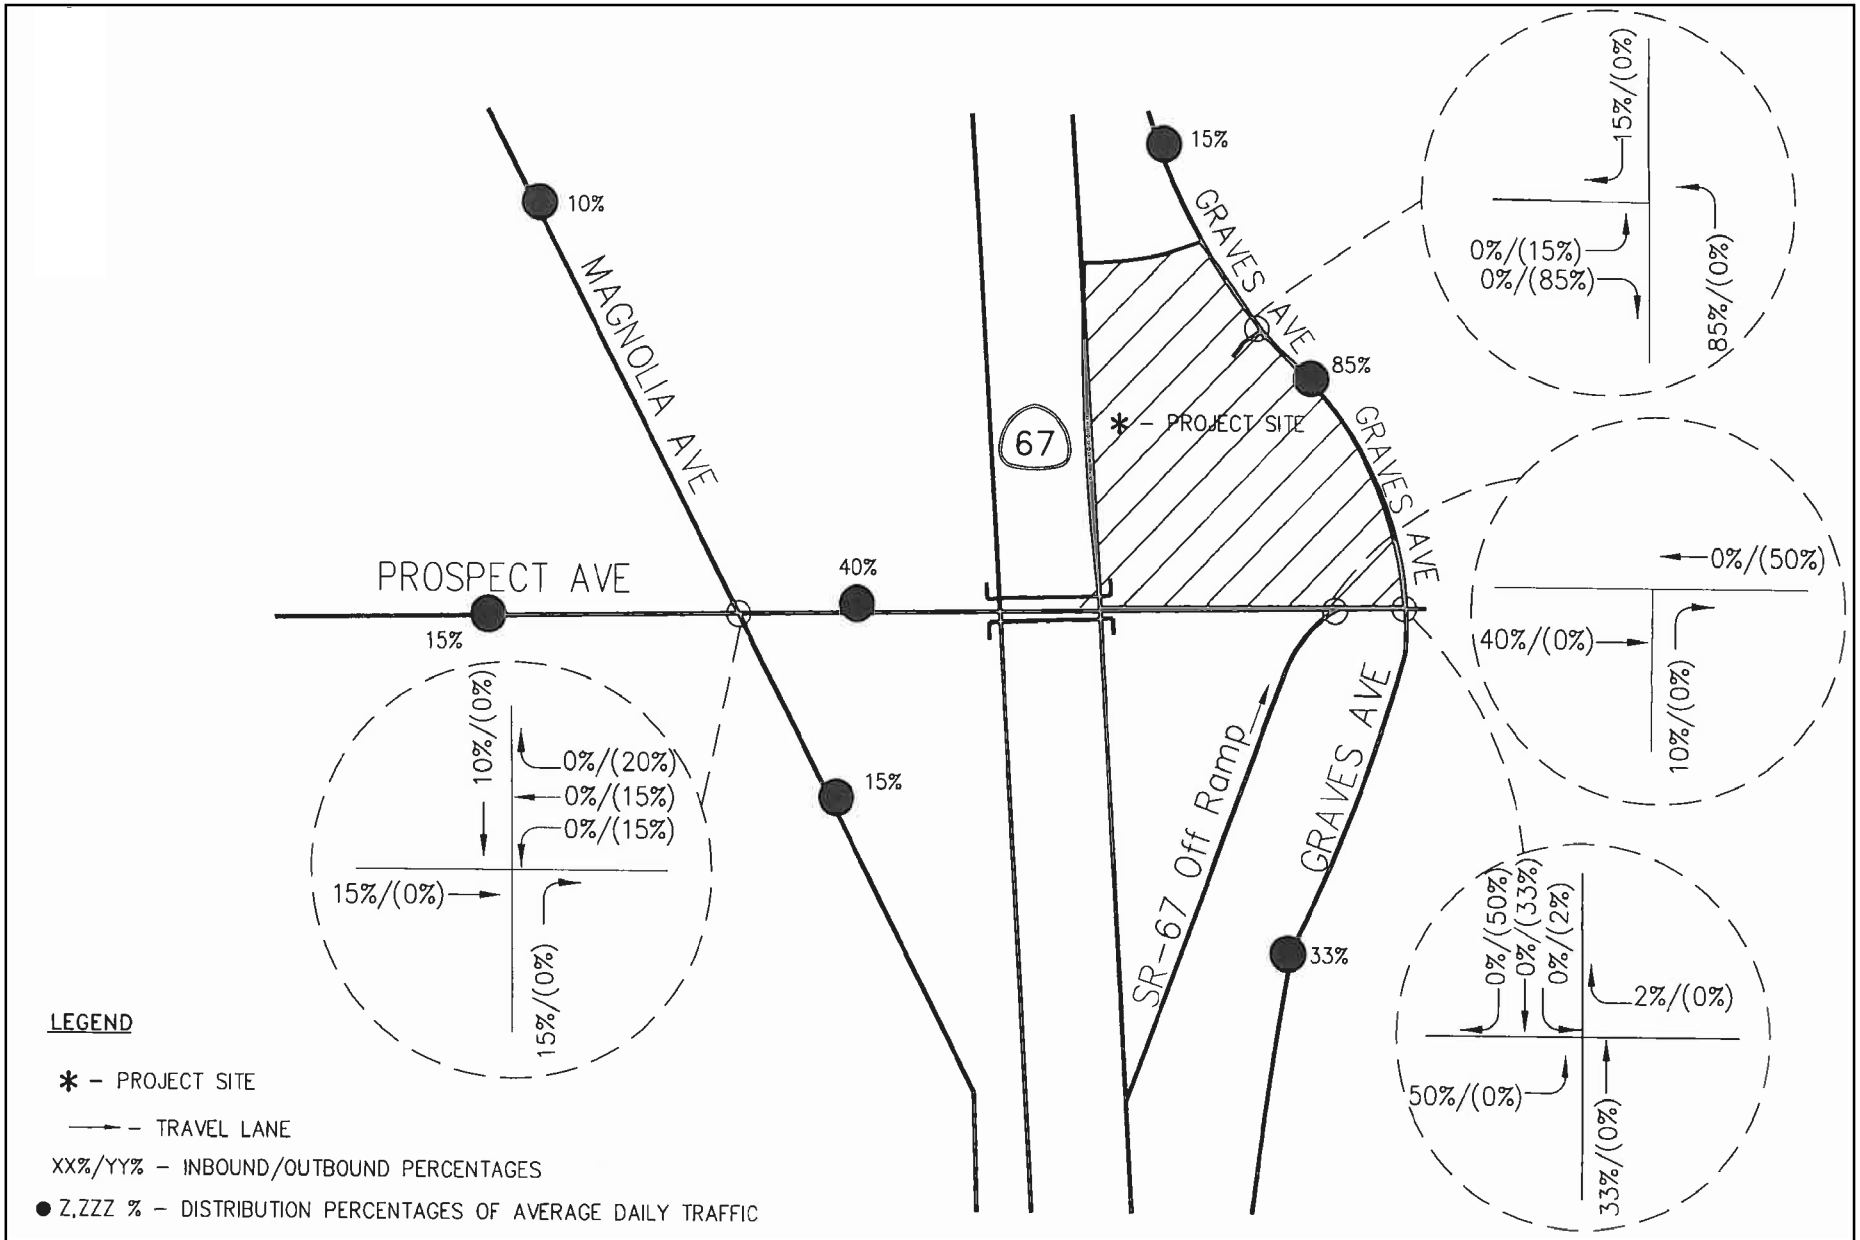 15%
15%/(0%)
0%/(15%)
0%/(85%)
85%/(0%)
10%
MAGNOLIA AVE
GRAVES AVE
85%
67
* - PROJECT SITE
GRAVES AVE
PROSPECT AVE
40%
15%
0%/(50%)
40%/(0%)
10%/(0%)
10%/(0%)
0%/(20%)
0%/(15%)
0%/(15%)
15%/(0%)
15%/(0%)
15%
SR-67 Off Ramp
GRAVES AVE
33%
0%/(50%)
0%/(33%)
0%/(2%)
2%/(0%)
50%/(0%)
33%/(0%)
LEGEND
* - PROJECT SITE
- TRAVEL LANE
XX%/YY% - INBOUND/OUTBOUND PERCENTAGES
Z,ZZZ % - DISTRIBUTION PERCENTAGES OF AVERAGE DAILY TRAFFIC